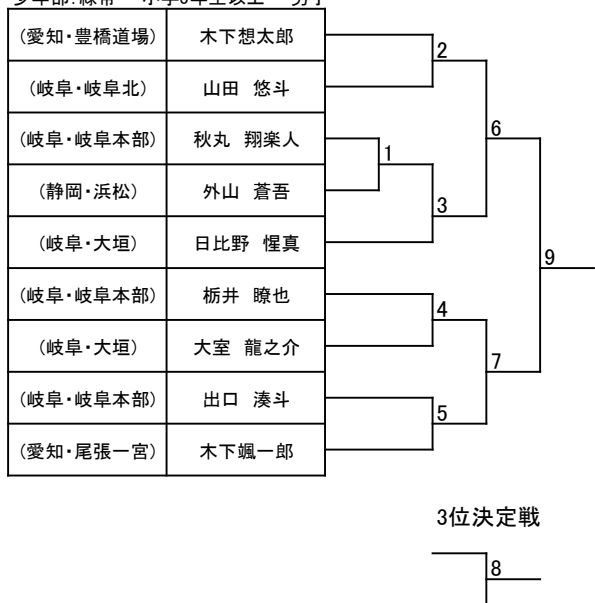 (愛知・豊橋道場) 木下想太郎
(岐阜・岐阜北) 山田 悠斗
(岐阜・岐阜本部) 秋丸 翔楽人
(静岡・浜松) 外山 蒼吾
(岐阜・大垣) 日比野 惺真
(岐阜・岐阜本部) 栃井 瞭也
(岐阜・大垣) 大室 龍之介
(岐阜・岐阜本部) 出口 湊斗
(愛知・尾張一宮) 木下颯一郎
2
6
1
3
9
4
7
5
3位決定戦
8